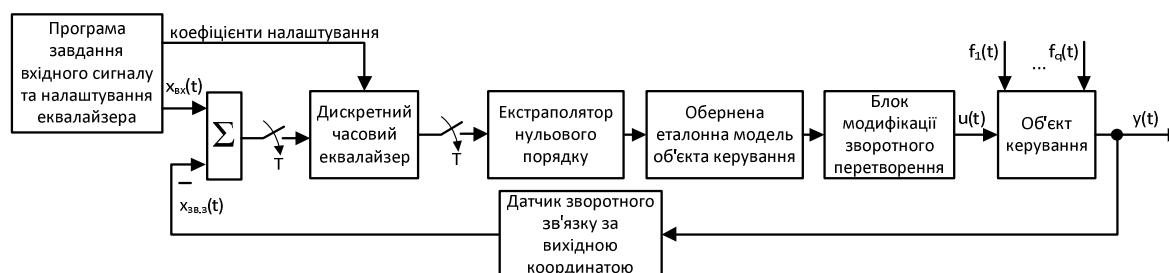 Програма
завдання
вхідного сигналу
та налаштування
еквалайзера
коефіцієнти налаштування
xвх(t)
Σ
T
Дискретний
часовий
еквалайзер
T
Екстраполятор
нульового
порядку
Обернена
еталонна модель
об'єкта керування
Блок
модифікації
зворотного
перетворення
u(t)
f1(t)
...
fq(t)
Об'єкт
керування
y(t)
−
xзв.з(t)
Датчик зворотного
зв'язку за
вихідною
координатою